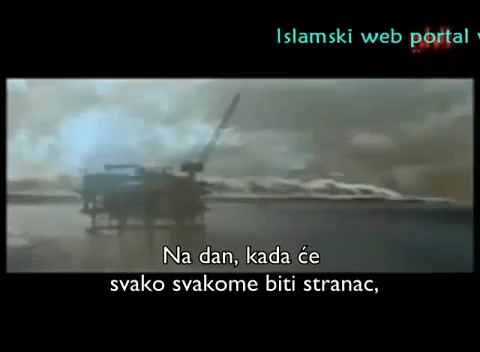 Islamski web portal
Na dan, kada će
svako svakome biti stranac,